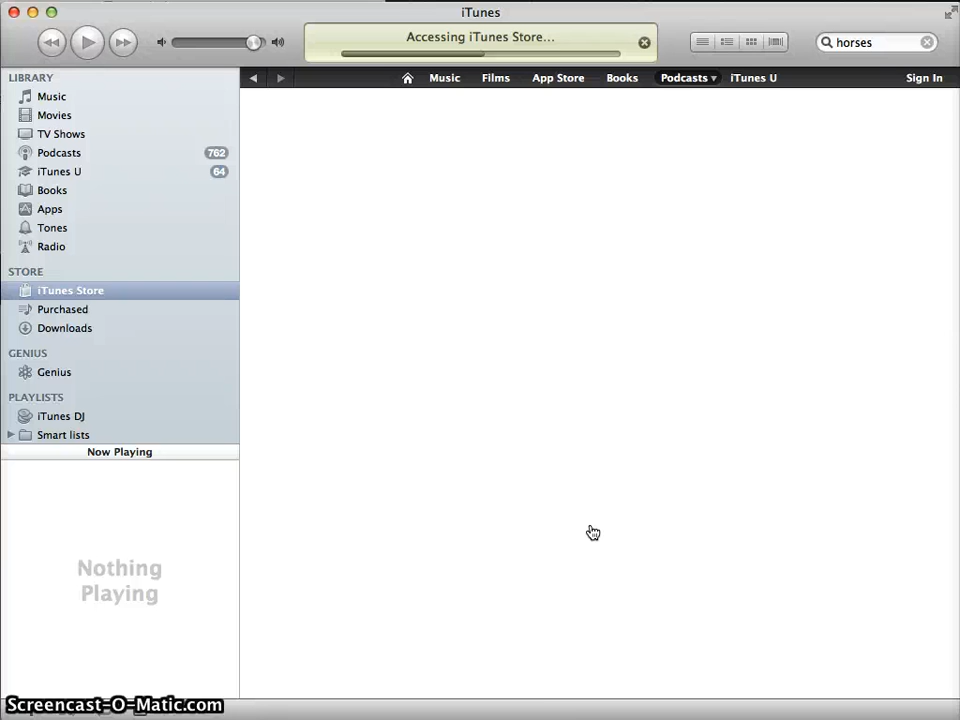 iTunes
Accessing iTunes Store...
horses
Music Films App Store Books Podcasts iTunes U Sign In
LIBRARY
Music
Movies
TV Shows
Podcasts 762
iTunes U 64
Books
Apps
Tones
Radio
STORE
iTunes Store
Purchased
Downloads
GENIUS
Genius
PLAYLISTS
iTunes DJ
Smart lists
Now Playing
Nothing
Playing
Screencast-O-Matic.com